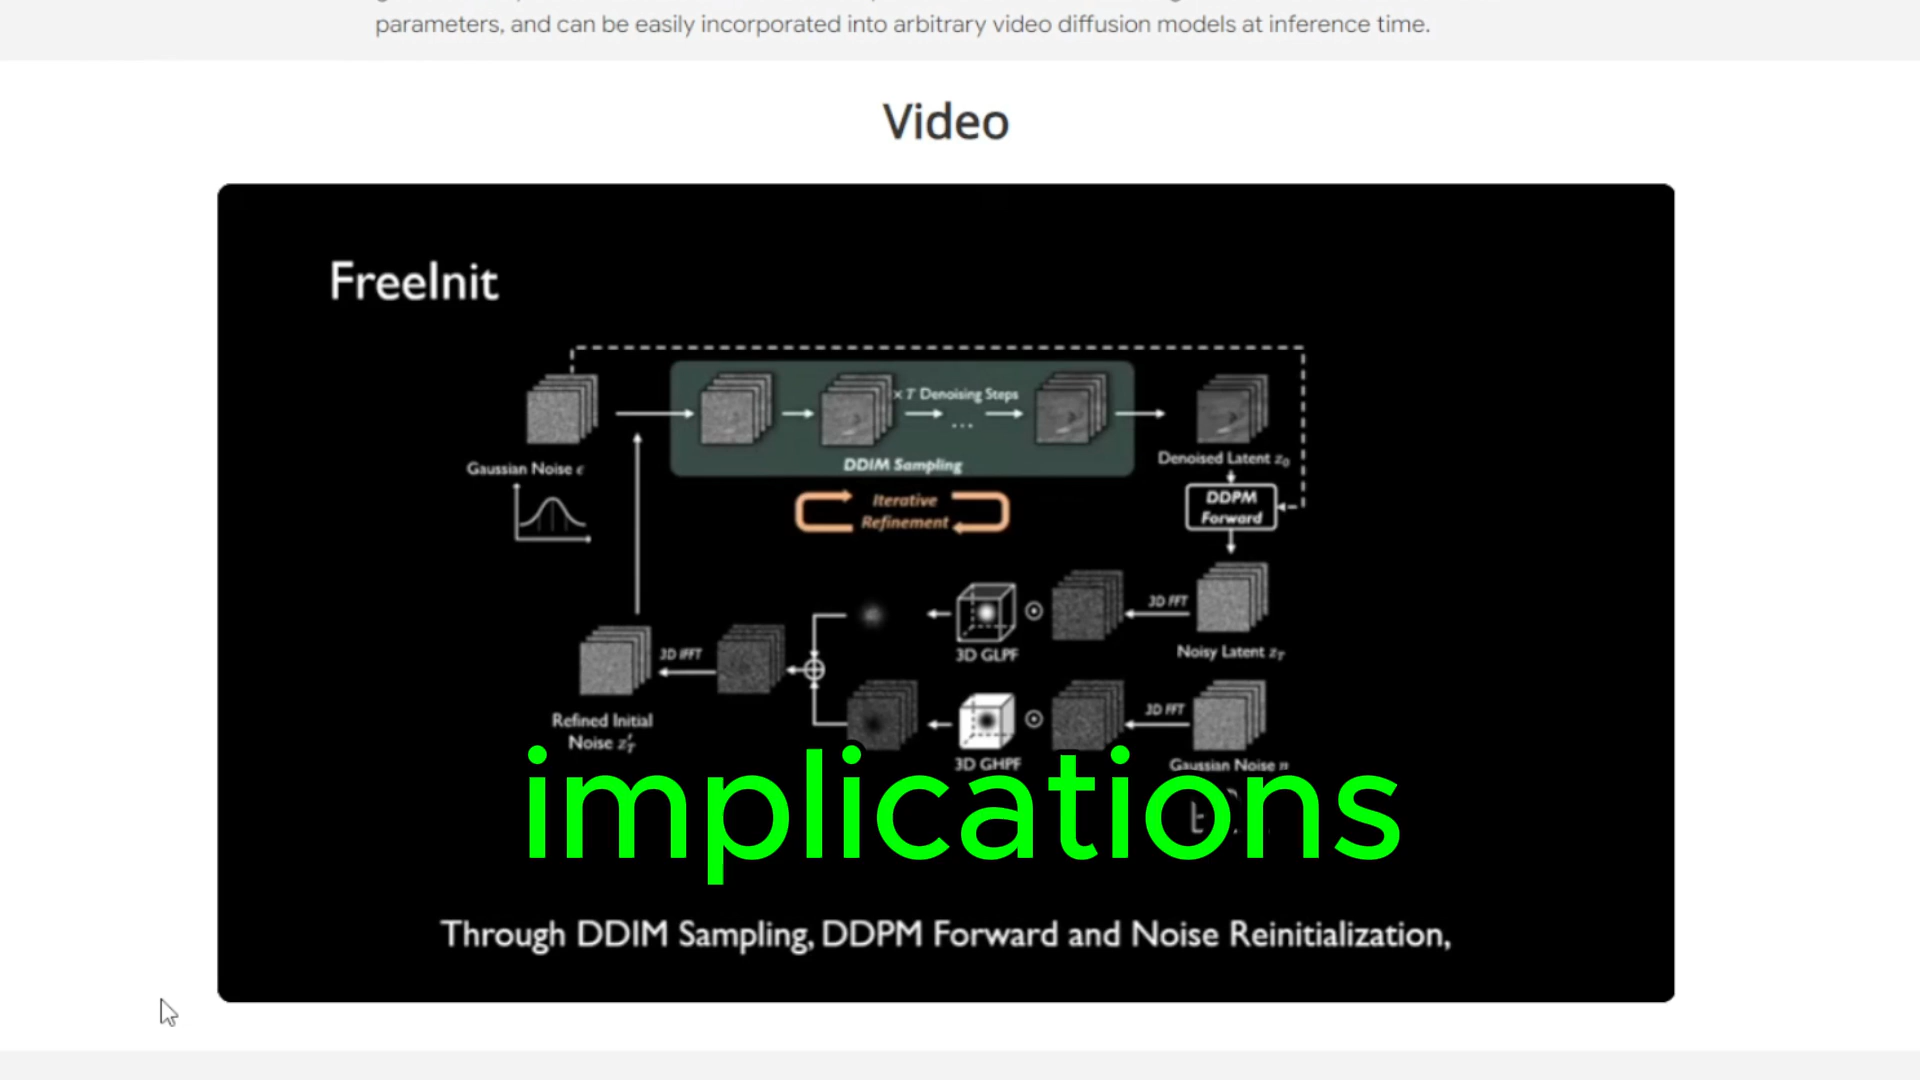 parameters, and can be easily incorporated into arbitrary video diffusion models at inference time.
Video
FreeInit
× T Denoising Steps
...
DDIM Sampling
Gaussian Noise ϵ
Denoised Latent z₀
Iterative
Refinement
DDPM
Forward
3D FFT
3D GLPF
Noisy Latent z_T
3D IFFT
3D FFT
Refined Initial
Noise z′_T
3D GHPF
Gaussian Noise η
implications
Through DDIM Sampling, DDPM Forward and Noise Reinitialization,